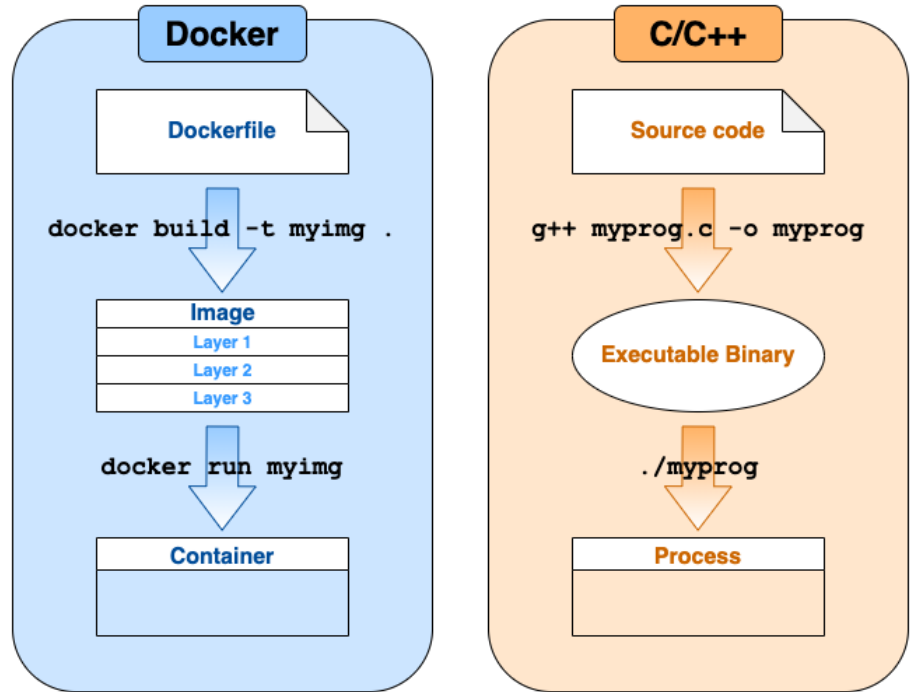 Docker
Dockerfile
docker build -t myimg .
Image
Layer 1
Layer 2
Layer 3
docker run myimg
Container
C/C++
Source code
g++ myprog.c -o myprog
Executable Binary
./myprog
Process